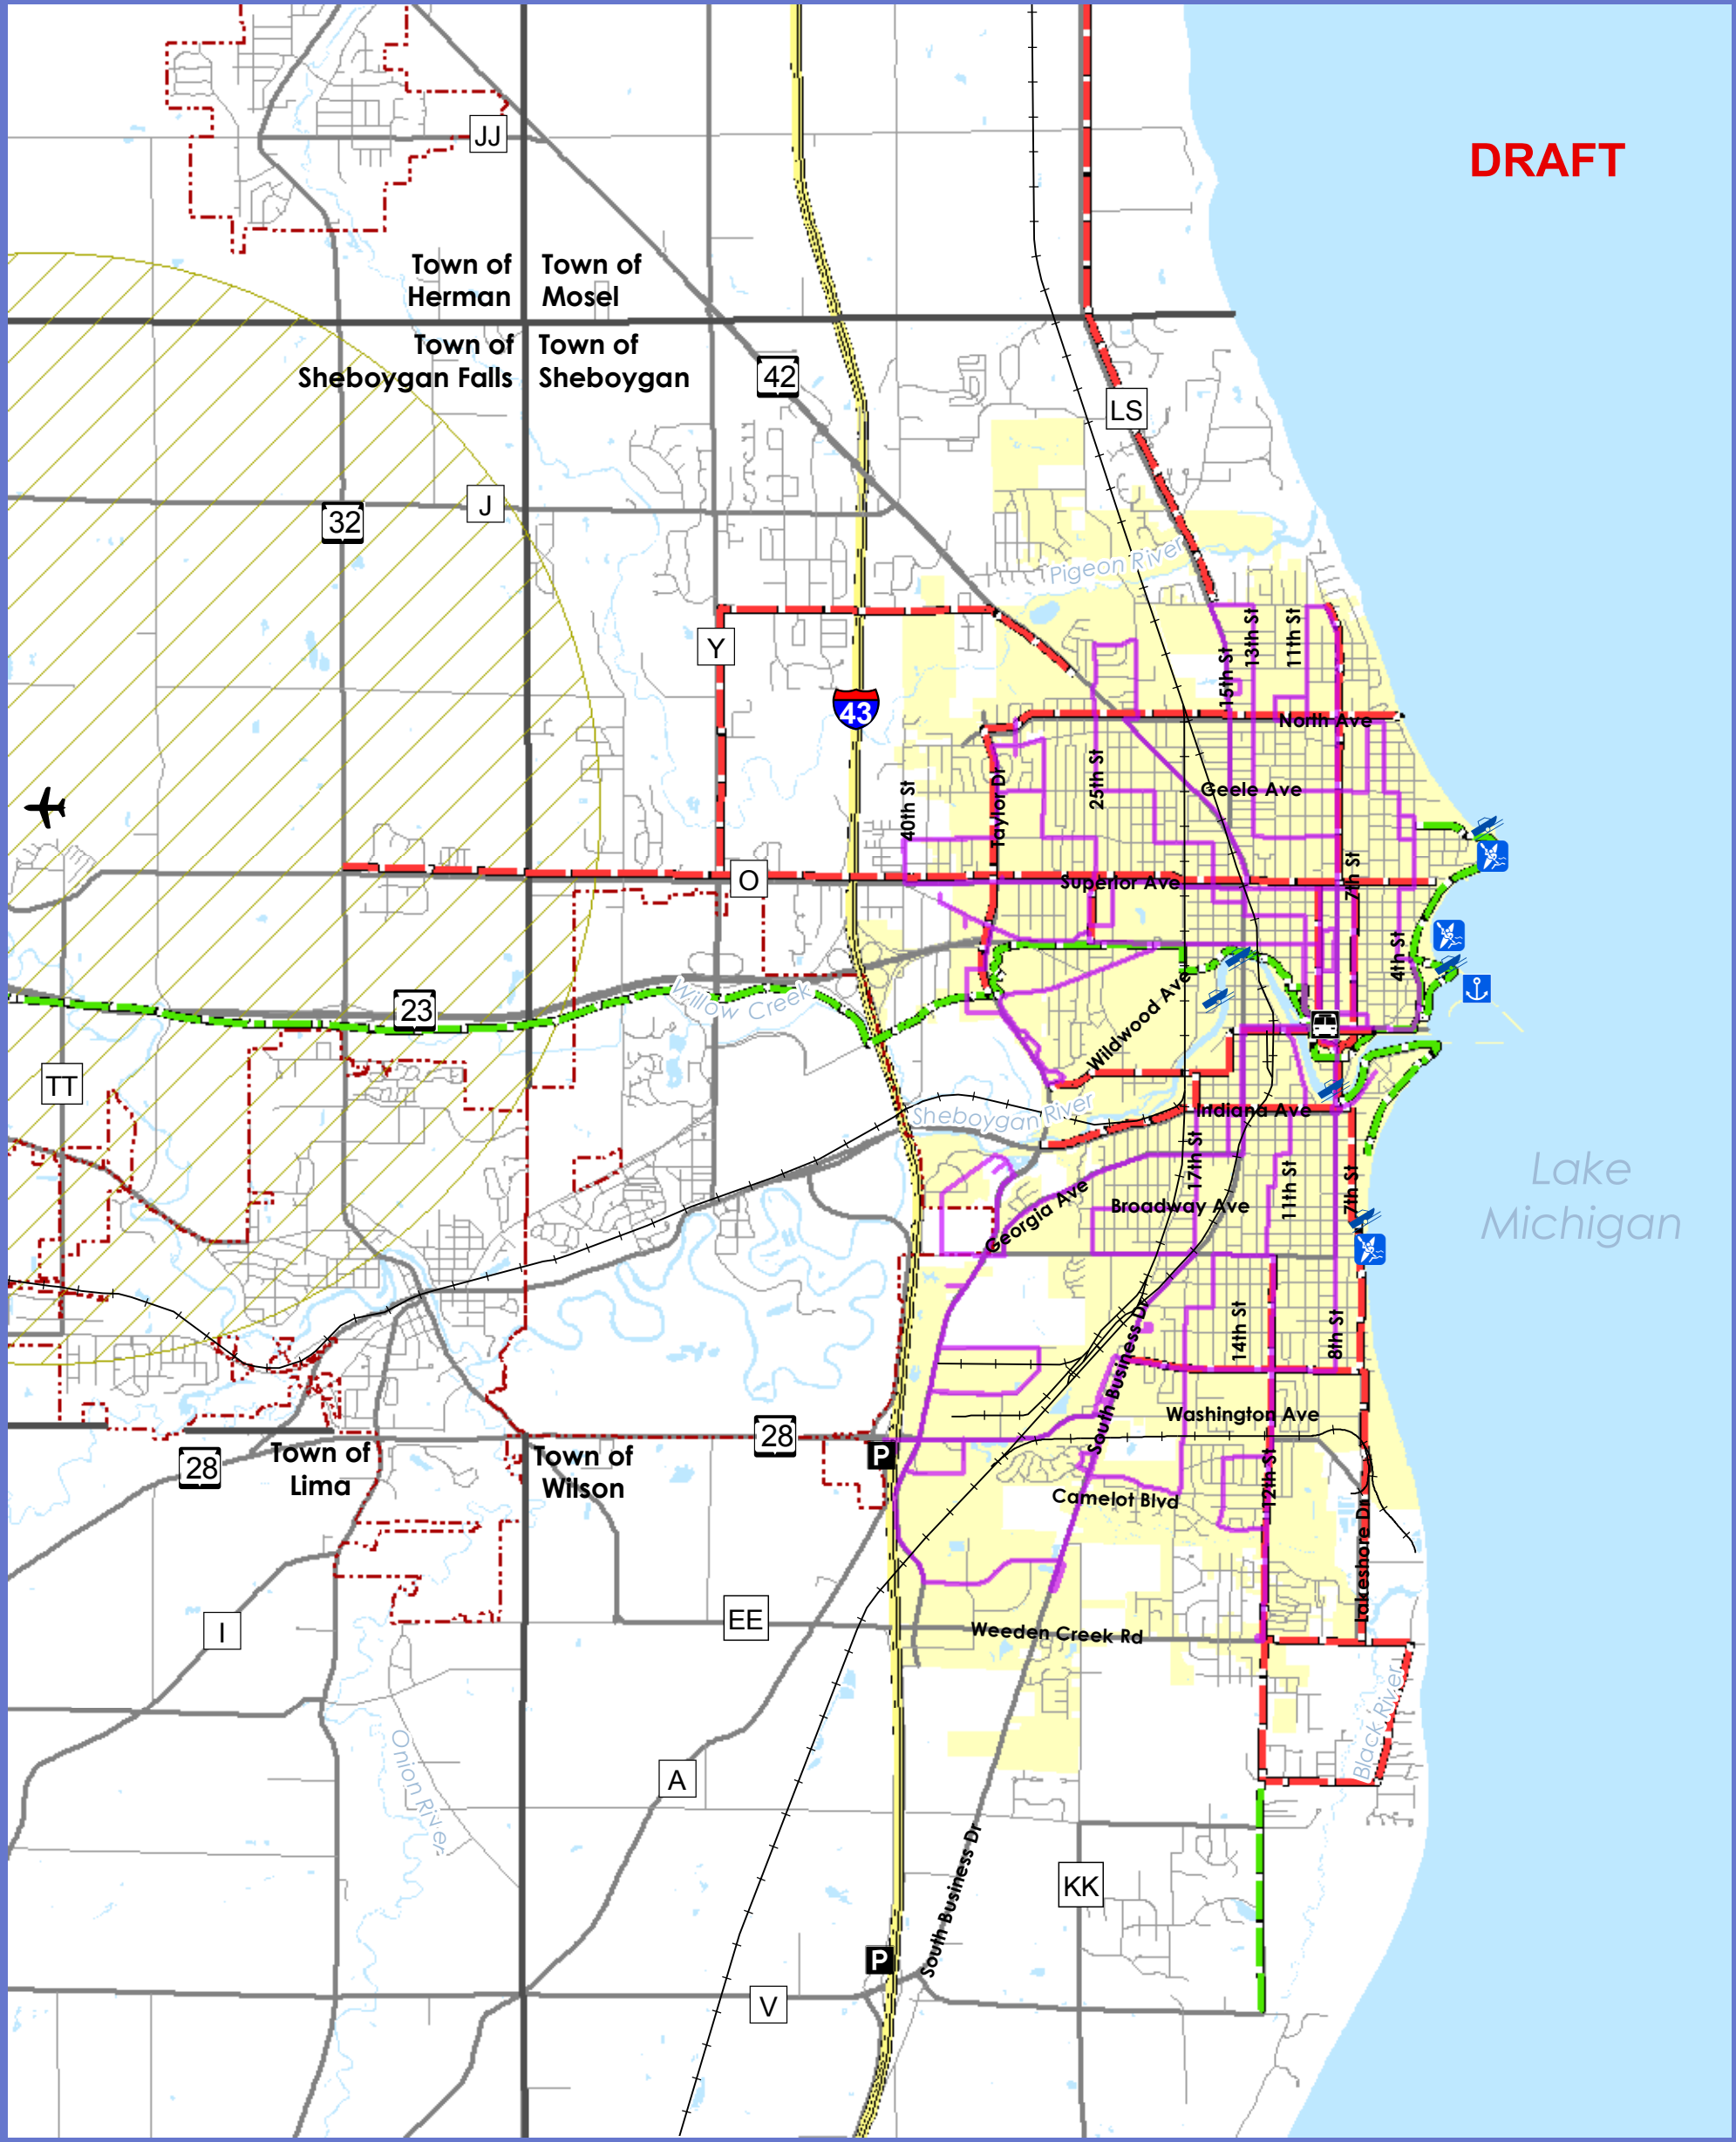 JJ
DRAFT
Town of
Herman
Town of
Mosel
Town of
Sheboygan Falls
Town of
Sheboygan
42
LS
J
32
Pigeon River
Y
13th St
11th St
15th St
43
North Ave
25th St
Geele Ave
40th St
Taylor Dr
O
Superior Ave
7th St
4th St
Willow Creek
23
Wildwood Ave
TT
Sheboygan River
Indiana Ave
Lake
Michigan
17th St
11th St
7th St
Broadway Ave
Georgia Ave
14th St
8th St
South Business Dr
Washington Ave
28
P
28
Town of
Lima
Town of
Wilson
12th St
Camelot Blvd
Lakeshore Dr
I
EE
Weeden Creek Rd
Black River
Onion River
A
South Business Dr
KK
P
V